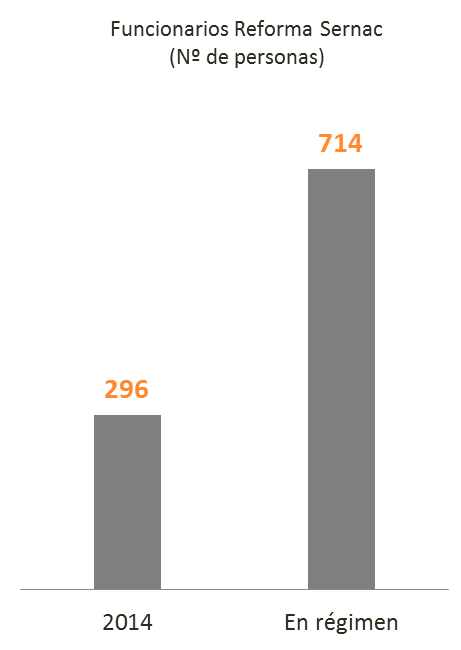 Funcionarios Reforma Sernac
(Nº de personas)
714
296
2014
En régimen